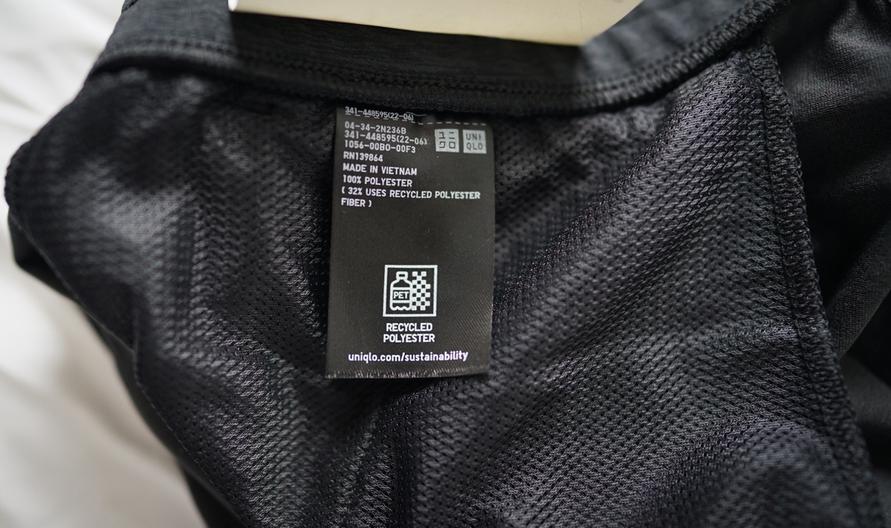 341-448595(22-06)
04-34-2N236B
341-448595(22-06)
1056-00B0-00F3
RN139864
MADE IN VIETNAM
100% POLYESTER
( 32% USES RECYCLED POLYESTER
FIBER )
UNI
QLO
PET
RECYCLED
POLYESTER
uniqlo.com/sustainability